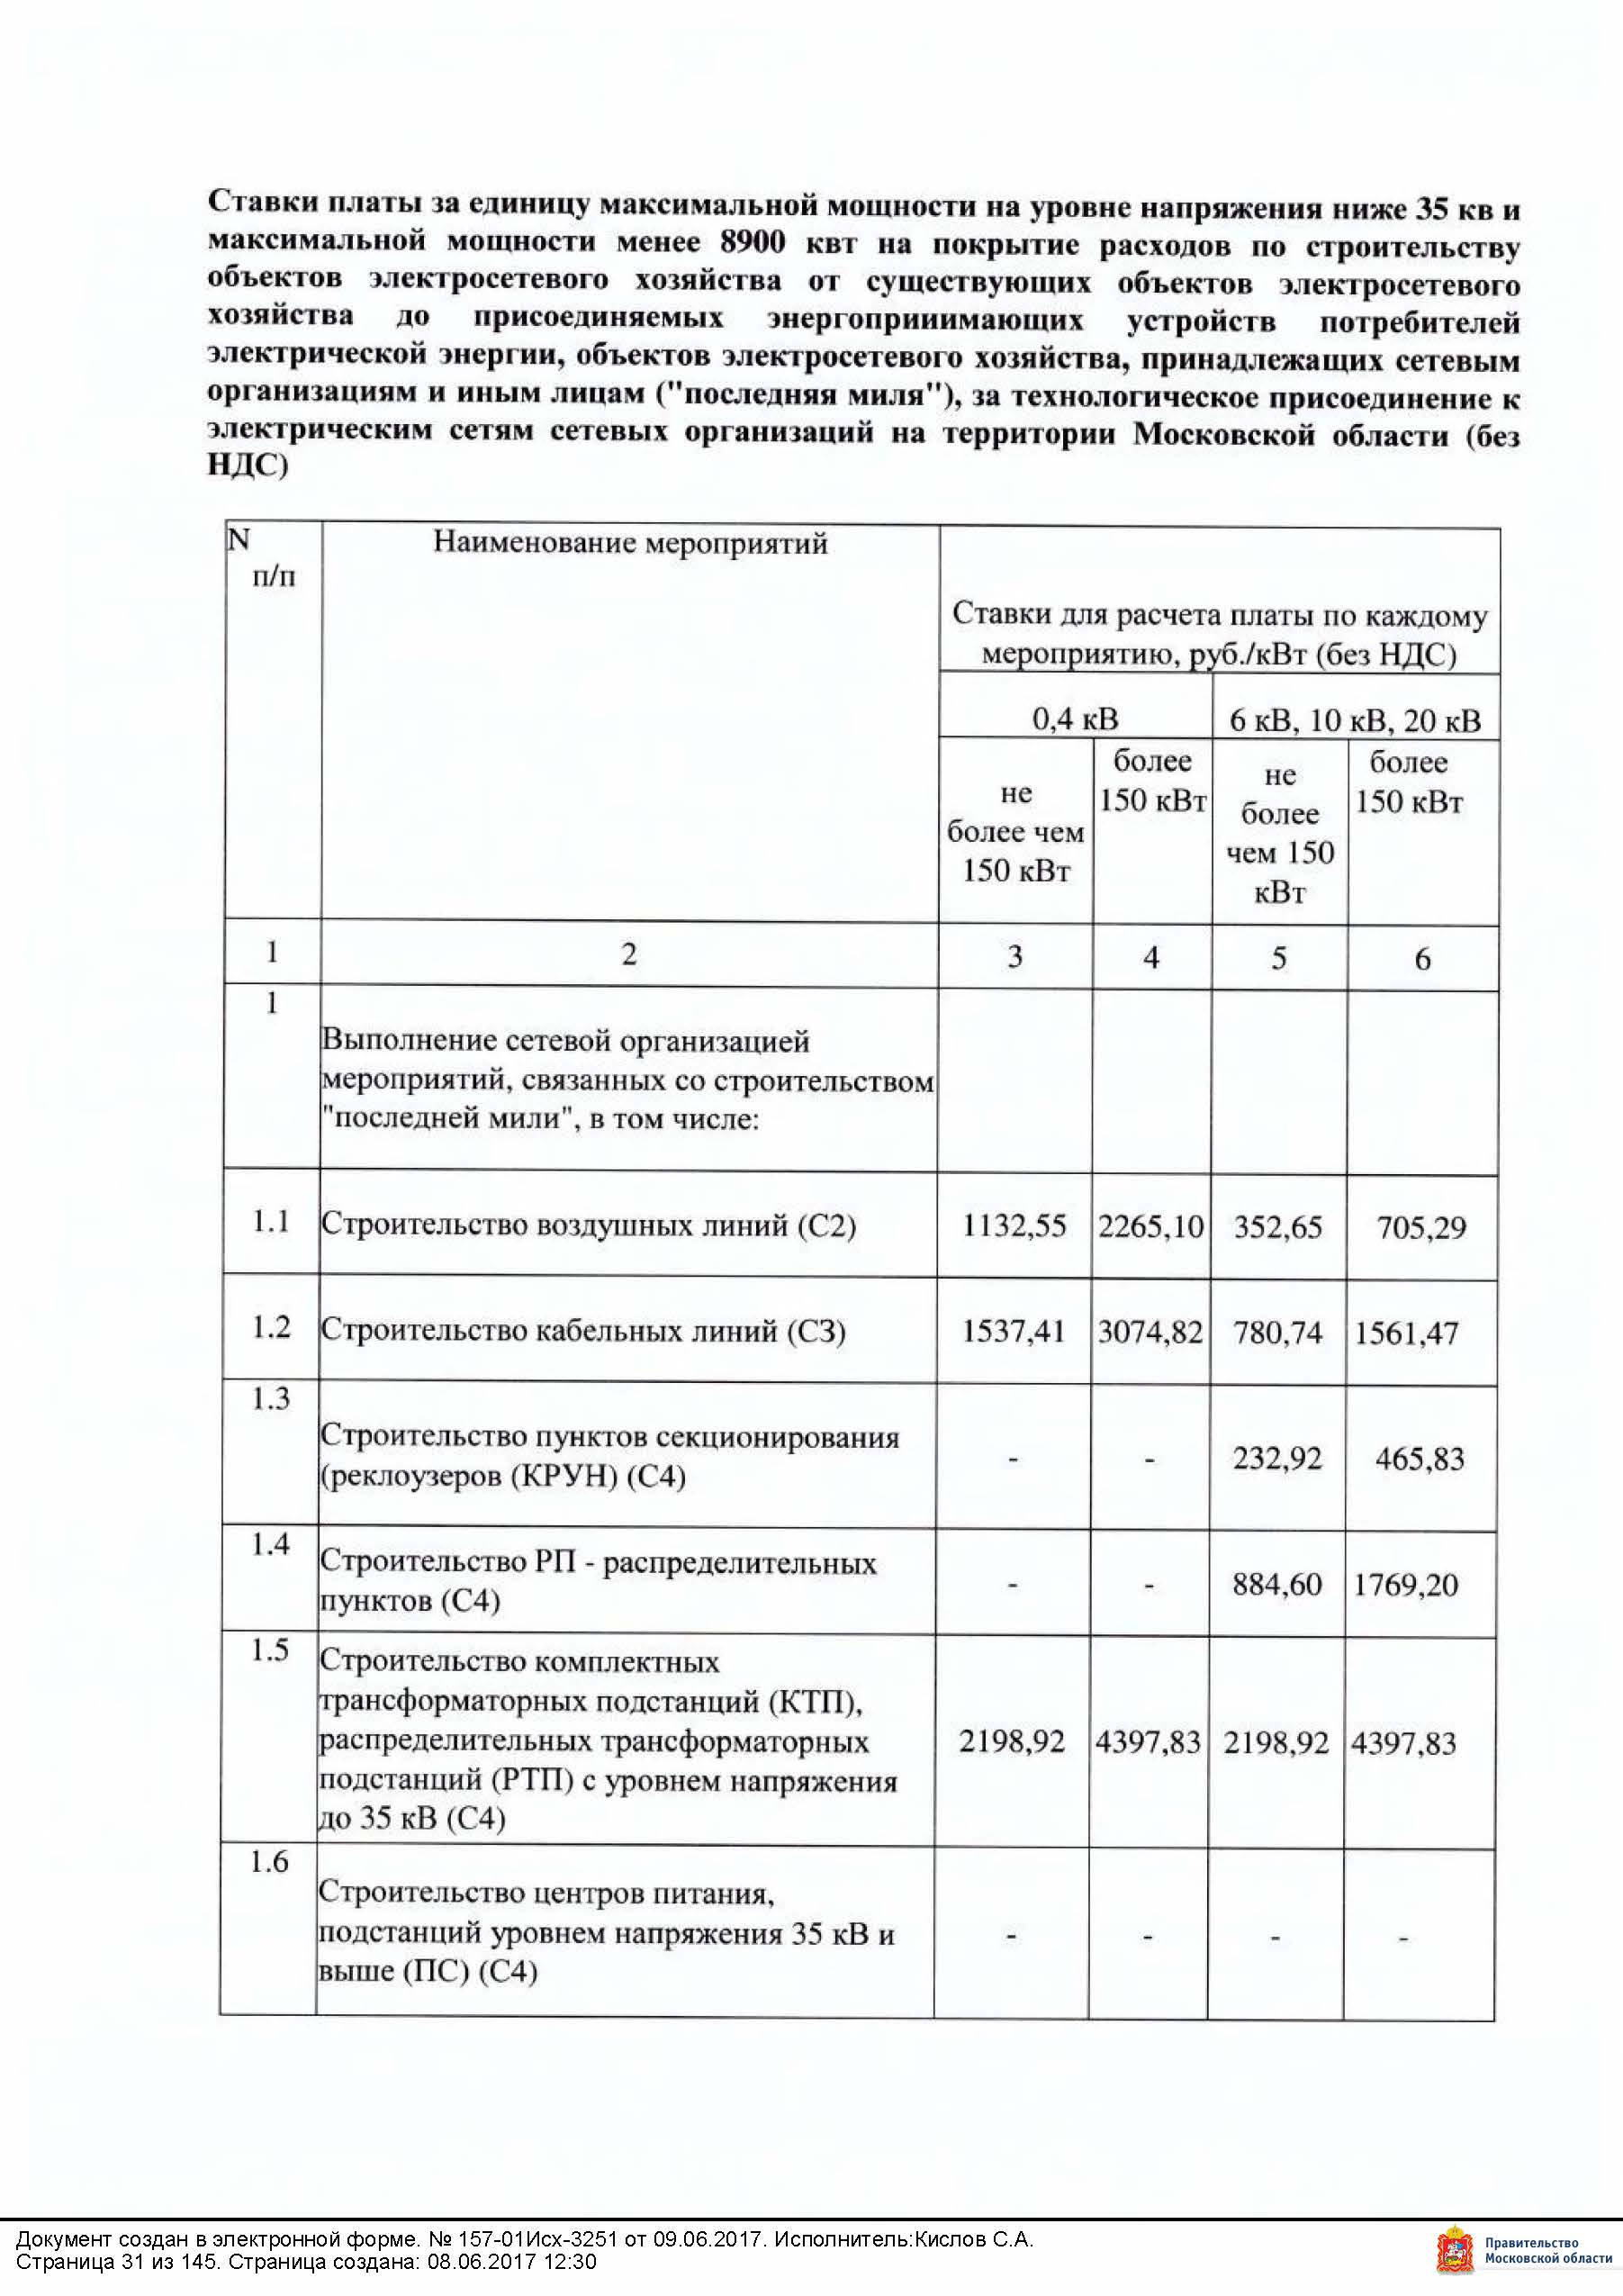 Ставки платы за единицу максимальной мощности на уровне напряжения ниже 35 кв и
максимальной мощности менее 8900 квт на покрытие расходов по строительству
объектов электросетевого хозяйства от существующих объектов электросетевого
хозяйства до присоединяемых энергоприиимающих устройств потребителей
электрической энергии, объектов электросетевого хозяйства, принадлежащих сетевым
организациям и иным лицам ("последняя миля"), за технологическое присоединение к
электрическим сетям сетевых организаций на территории Московской области (без
НДС)
N
п/п
Наименование мероприятий
Ставки для расчета платы по каждому
мероприятию, руб./кВт (без НДС)
0,4 кВ
6 кВ, 10 кВ, 20 кВ
не
более чем
150 кВт
более
150 кВт
не
более
чем 150
кВт
более
150 кВт
1 2 3 4 5 6
1
Выполнение сетевой организацией
мероприятий, связанных со строительством
"последней мили", в том числе:
1.1 Строительство воздушных линий (С2) 1132,55 2265,10 352,65 705,29
1.2 Строительство кабельных линий (С3) 1537,41 3074,82 780,74 1561,47
1.3
Строительство пунктов секционирования
(реклоузеров (КРУН) (С4)
- - 232,92 465,83
1.4
Строительство РП - распределительных
пунктов (С4)
- - 884,60 1769,20
1.5
Строительство комплектных
трансформаторных подстанций (КТП),
распределительных трансформаторных
подстанций (РТП) с уровнем напряжения
до 35 кВ (С4)
2198,92 4397,83 2198,92 4397,83
1.6
Строительство центров питания,
подстанций уровнем напряжения 35 кВ и
выше (ПС) (С4)
- - - -
Документ создан в электронной форме. № 157-01Исх-3251 от 09.06.2017. Исполнитель:Кислов С.А.
Страница 31 из 145. Страница создана: 08.06.2017 12:30
Правительство
Московской области